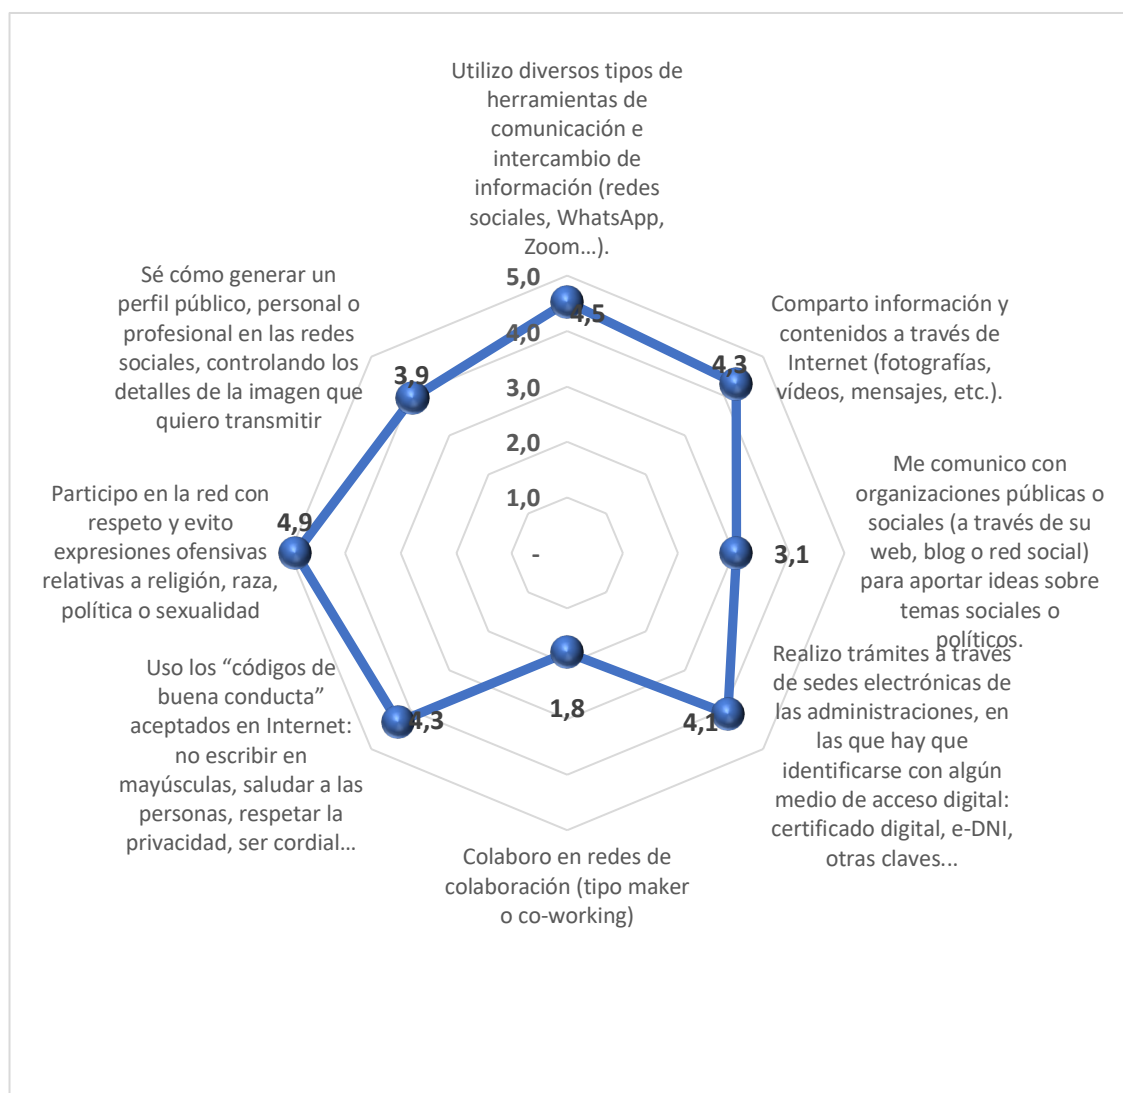 Utilizo diversos tipos de
herramientas de
comunicación e
intercambio de
información (redes
sociales, WhatsApp,
Zoom…).
Comparto información y
contenidos a través de
Internet (fotografías,
vídeos, mensajes, etc.).
Me comunico con
organizaciones públicas o
sociales (a través de su
web, blog o red social)
para aportar ideas sobre
temas sociales o
políticos.
Realizo trámites a través
de sedes electrónicas de
las administraciones, en
las que hay que
identificarse con algún
medio de acceso digital:
certificado digital, e-DNI,
otras claves...
Colaboro en redes de
colaboración (tipo maker
o co-working)
Uso los “códigos de
buena conducta”
aceptados en Internet:
no escribir en
mayúsculas, saludar a las
personas, respetar la
privacidad, ser cordial…
Participo en la red con
respeto y evito
expresiones ofensivas
relativas a religión, raza,
política o sexualidad
Sé cómo generar un
perfil público, personal o
profesional en las redes
sociales, controlando los
detalles de la imagen que
quiero transmitir
5,0
4,0
3,0
2,0
1,0
-
4,5
4,3
3,1
4,1
1,8
4,3
4,9
3,9